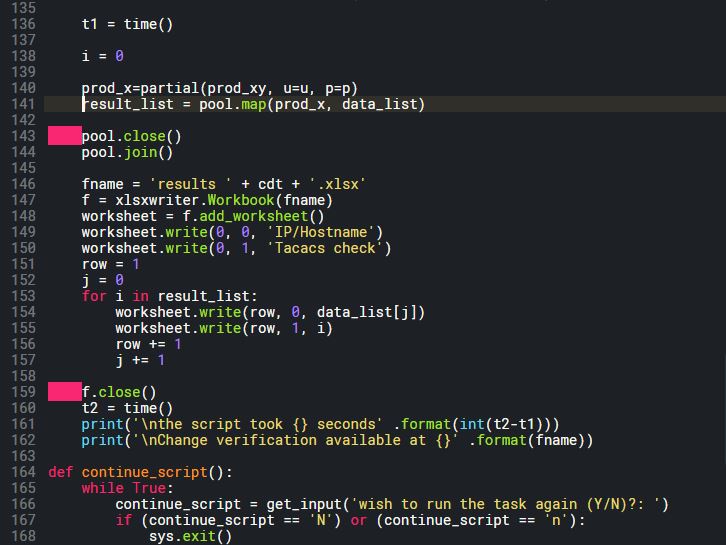 135
136 t1 = time()
137
138 i = 0
139
140 prod_x=partial(prod_xy, u=u, p=p)
141 result_list = pool.map(prod_x, data_list)
142
143 pool.close()
144 pool.join()
145
146 fname = 'results ' + cdt + '.xlsx'
147 f = xlsxwriter.Workbook(fname)
148 worksheet = f.add_worksheet()
149 worksheet.write(0, 0, 'IP/Hostname')
150 worksheet.write(0, 1, 'Tacacs check')
151 row = 1
152 j = 0
153 for i in result_list:
154 worksheet.write(row, 0, data_list[j])
155 worksheet.write(row, 1, i)
156 row += 1
157 j += 1
158
159 f.close()
160 t2 = time()
161 print('\nthe script took {} seconds' .format(int(t2-t1)))
162 print('\nChange verification available at {}' .format(fname))
163
164 def continue_script():
165 while True:
166 continue_script = get_input('wish to run the task again (Y/N)?: ')
167 if (continue_script == 'N') or (continue_script == 'n'):
168 sys.exit()